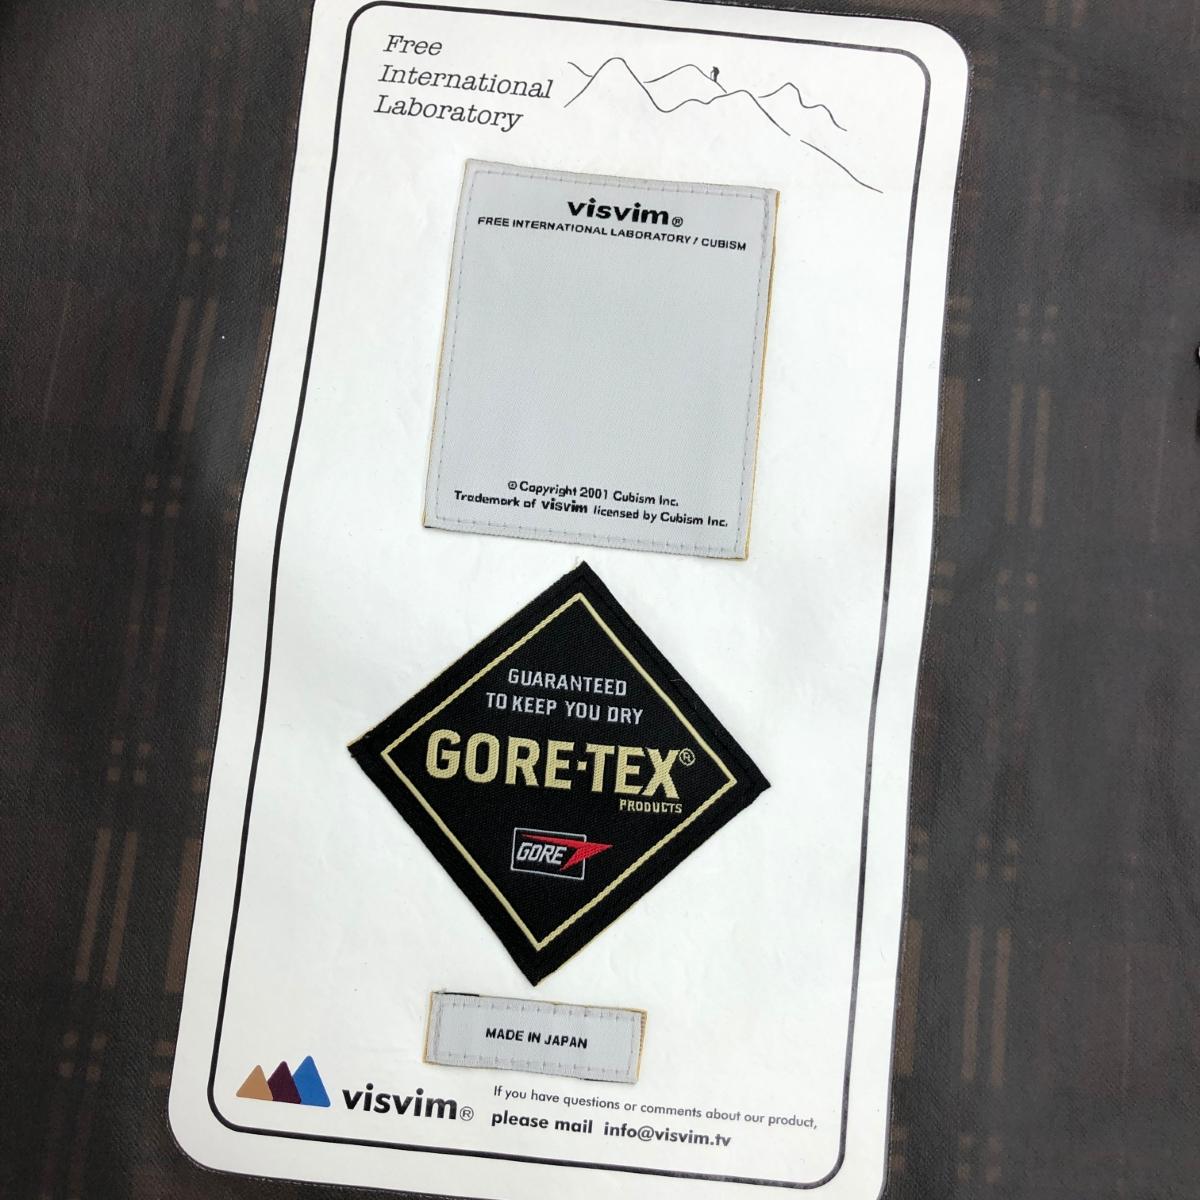 Free
International
Laboratory
visvim®
FREE INTERNATIONAL LABORATORY / CUBISM
© Copyright 2001 Cubism Inc.
Trademark of visvim licensed by Cubism Inc.
GUARANTEED
TO KEEP YOU DRY
GORE-TEX®
PRODUCTS
GORE
MADE IN JAPAN
visvim®
If you have questions or comments about our product,
please mail info@visvim.tv